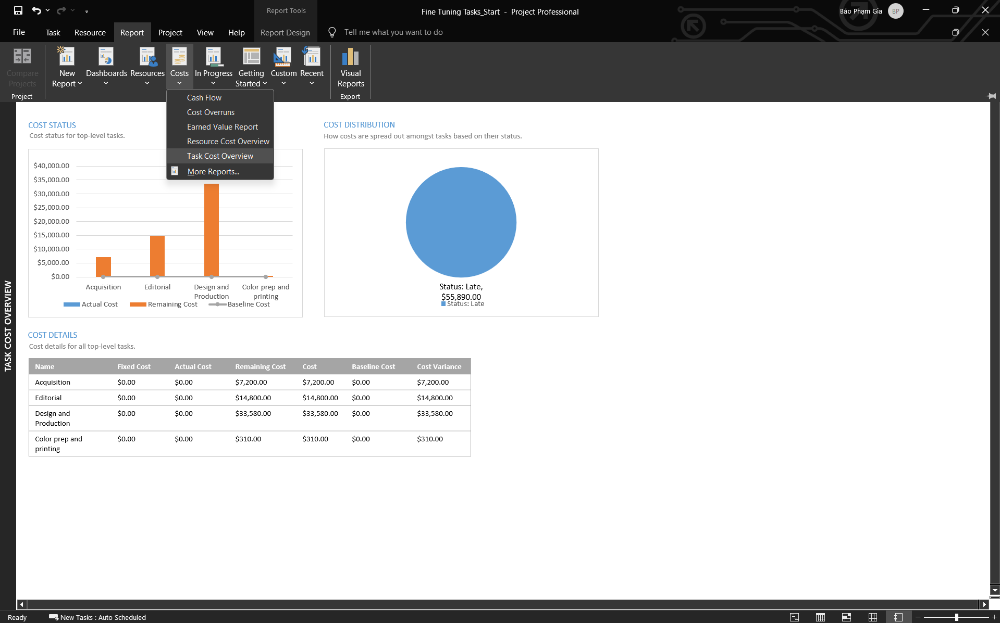 Report Tools
Fine Tuning Tasks_Start - Project Professional
Bảo Phạm Gia
BP
File
Task
Resource
Report
Project
View
Help
Report Design
Tell me what you want to do
Compare Projects
New Report
Dashboards
Resources
Costs
In Progress
Getting Started
Custom
Recent
Visual Reports
Project
Export
Cash Flow
Cost Overruns
Earned Value Report
Resource Cost Overview
Task Cost Overview
More Reports...
TASK COST OVERVIEW
COST STATUS
Cost status for top-level tasks.
$40,000.00
$35,000.00
$30,000.00
$25,000.00
$20,000.00
$15,000.00
$10,000.00
$5,000.00
$0.00
Acquisition
Editorial
Design and Production
Color prep and printing
Actual Cost
Remaining Cost
Baseline Cost
COST DISTRIBUTION
How costs are spread out amongst tasks based on their status.
Status: Late,
$55,890.00
Status: Late
COST DETAILS
Cost details for all top-level tasks.
Name Fixed Cost Actual Cost Remaining Cost Cost Baseline Cost Cost Variance
Acquisition $0.00 $0.00 $7,200.00 $7,200.00 $0.00 $7,200.00
Editorial $0.00 $0.00 $14,800.00 $14,800.00 $0.00 $14,800.00
Design and Production $0.00 $0.00 $33,580.00 $33,580.00 $0.00 $33,580.00
Color prep and printing $0.00 $0.00 $310.00 $310.00 $0.00 $310.00
Ready
New Tasks : Auto Scheduled